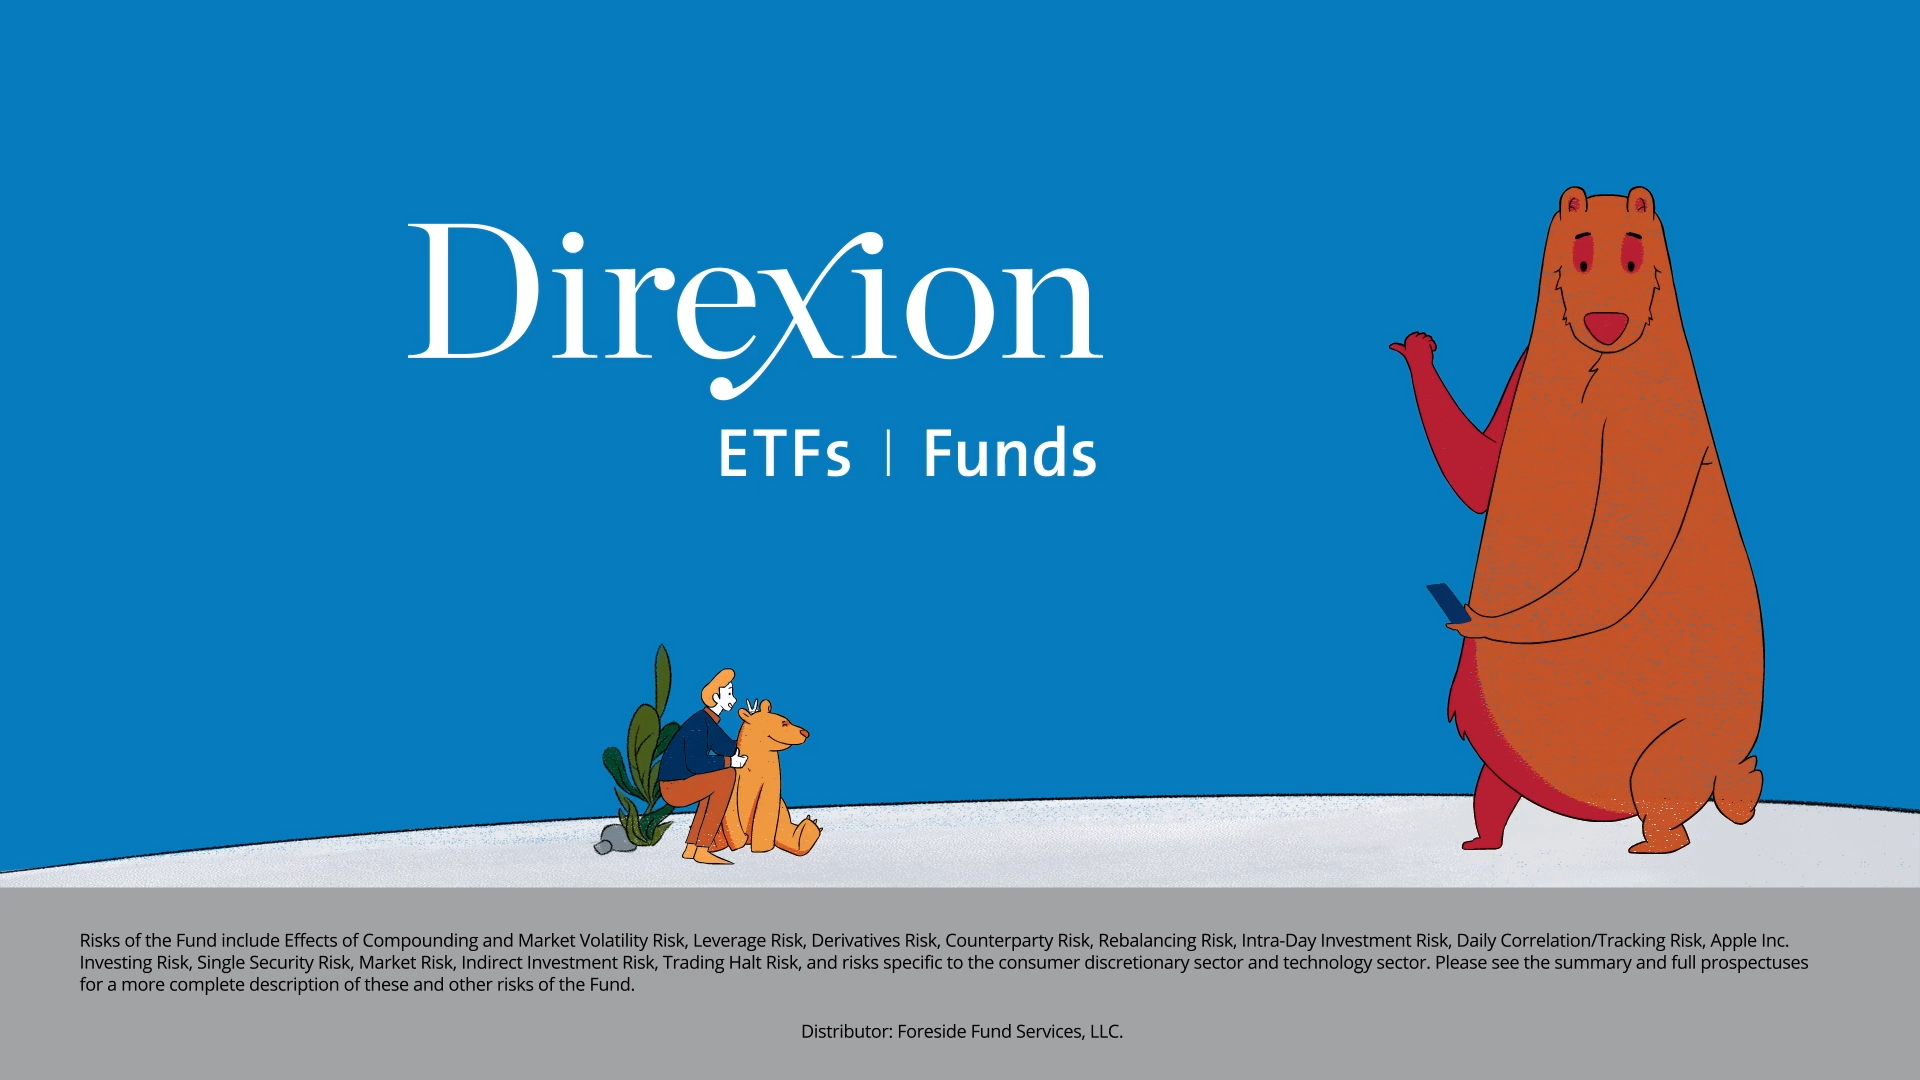 Direxion
ETFs | Funds
Risks of the Fund include Effects of Compounding and Market Volatility Risk, Leverage Risk, Derivatives Risk, Counterparty Risk, Rebalancing Risk, Intra-Day Investment Risk, Daily Correlation/Tracking Risk, Apple Inc.
Investing Risk, Single Security Risk, Market Risk, Indirect Investment Risk, Trading Halt Risk, and risks specific to the consumer discretionary sector and technology sector. Please see the summary and full prospectuses
for a more complete description of these and other risks of the Fund.
Distributor: Foreside Fund Services, LLC.